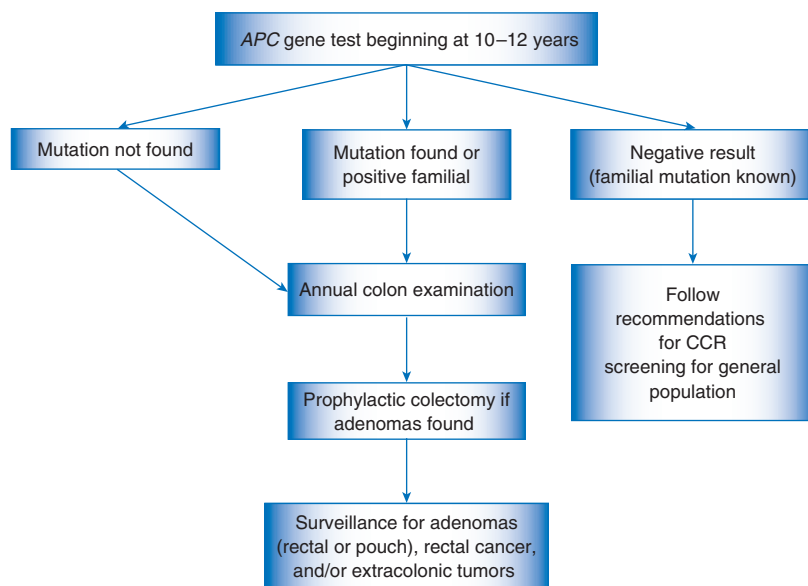 APC gene test beginning at 10–12 years
Mutation not found
Mutation found or
positive familial
Negative result
(familial mutation known)
Annual colon examination
Follow
recommendations
for CCR
screening for general
population
Prophylactic colectomy if
adenomas found
Surveillance for adenomas
(rectal or pouch), rectal cancer,
and/or extracolonic tumors